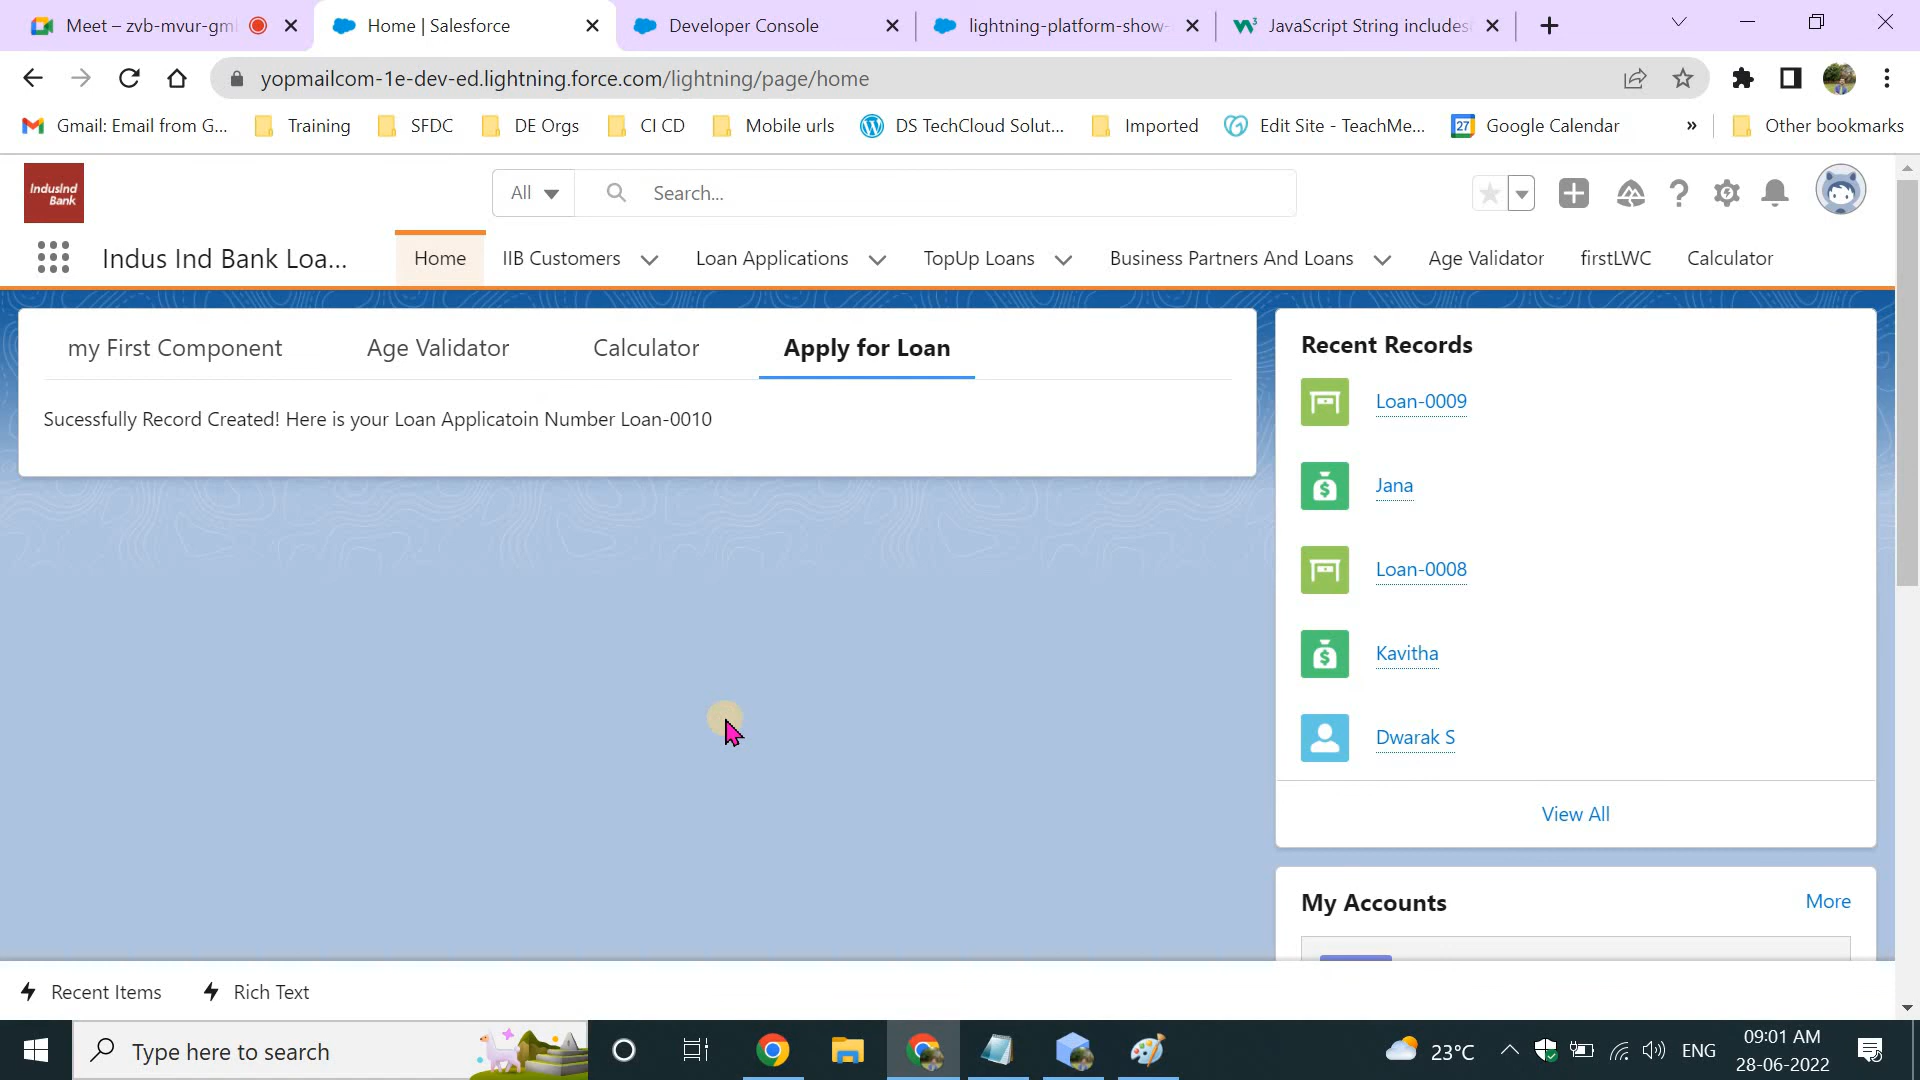 Meet – zvb-mvur-gm
Home | Salesforce
Developer Console
lightning-platform-show-
JavaScript String includes
yopmailcom-1e-dev-ed.lightning.force.com/lightning/page/home
Gmail: Email from G...
Training
SFDC
DE Orgs
CI CD
Mobile urls
DS TechCloud Solut...
Imported
Edit Site - TeachMe...
27
Google Calendar
»
Other bookmarks
IndusInd
Bank
All
Search...
Indus Ind Bank Loa...
Home
IIB Customers
Loan Applications
TopUp Loans
Business Partners And Loans
Age Validator
firstLWC
Calculator
my First Component
Age Validator
Calculator
Apply for Loan
Sucessfully Record Created! Here is your Loan Applicatoin Number Loan-0010
Recent Records
Loan-0009
Jana
Loan-0008
Kavitha
Dwarak S
View All
My Accounts
More
Recent Items
Rich Text
Type here to search
23°C
ENG
09:01 AM
28-06-2022